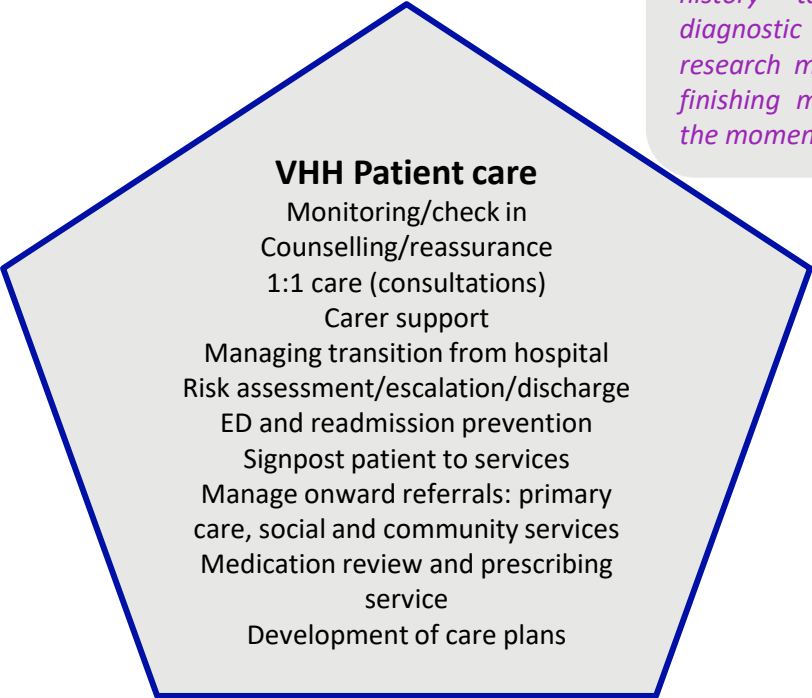 history
diagnostic
research
finishing
the momen
VHH Patient care
Monitoring/check in
Counselling/reassurance
1:1 care (consultations)
Carer support
Managing transition from hospital
Risk assessment/escalation/discharge
ED and readmission prevention
Signpost patient to services
Manage onward referrals: primary
care, social and community services
Medication review and prescribing
service
Development of care plans